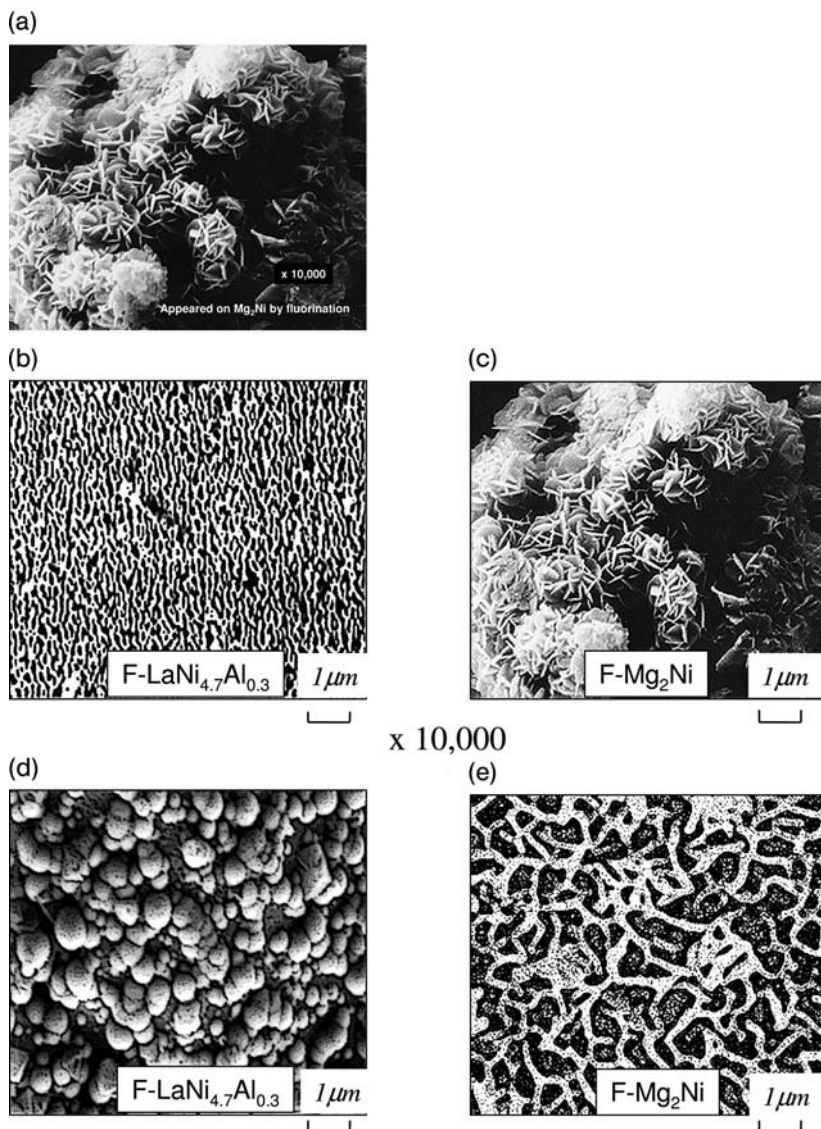 (a)
x 10,000
Appeared on Mg₂Ni by fluorination
(b)
(c)
F-LaNi₄.₇Al₀.₃
1μm
F-Mg₂Ni
1μm
x 10,000
(d)
(e)
F-LaNi₄.₇Al₀.₃
1μm
F-Mg₂Ni
1μm